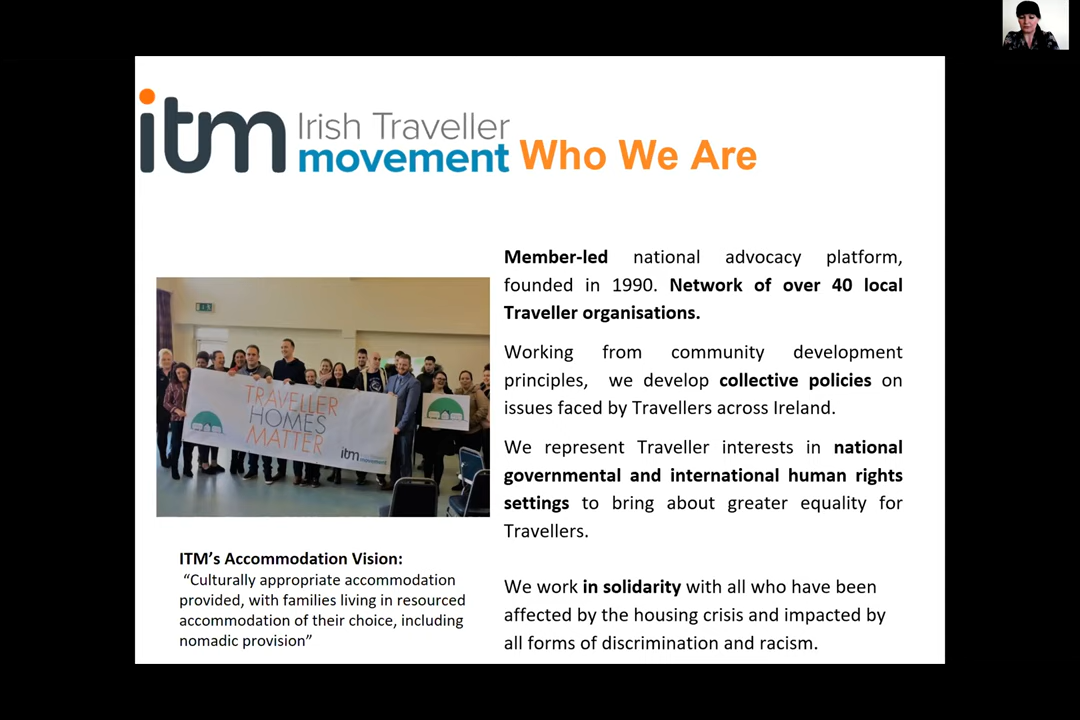 itm Irish Traveller
movement Who We Are
Member-led national advocacy platform,
founded in 1990. Network of over 40 local
Traveller organisations.
Working from community development
principles, we develop collective policies on
issues faced by Travellers across Ireland.
We represent Traveller interests in national
governmental and international human rights
settings to bring about greater equality for
Travellers.
We work in solidarity with all who have been
affected by the housing crisis and impacted by
all forms of discrimination and racism.
TRAVELLER
HOMES
MATTER
itm
movement
ITM’s Accommodation Vision:
“Culturally appropriate accommodation
provided, with families living in resourced
accommodation of their choice, including
nomadic provision”